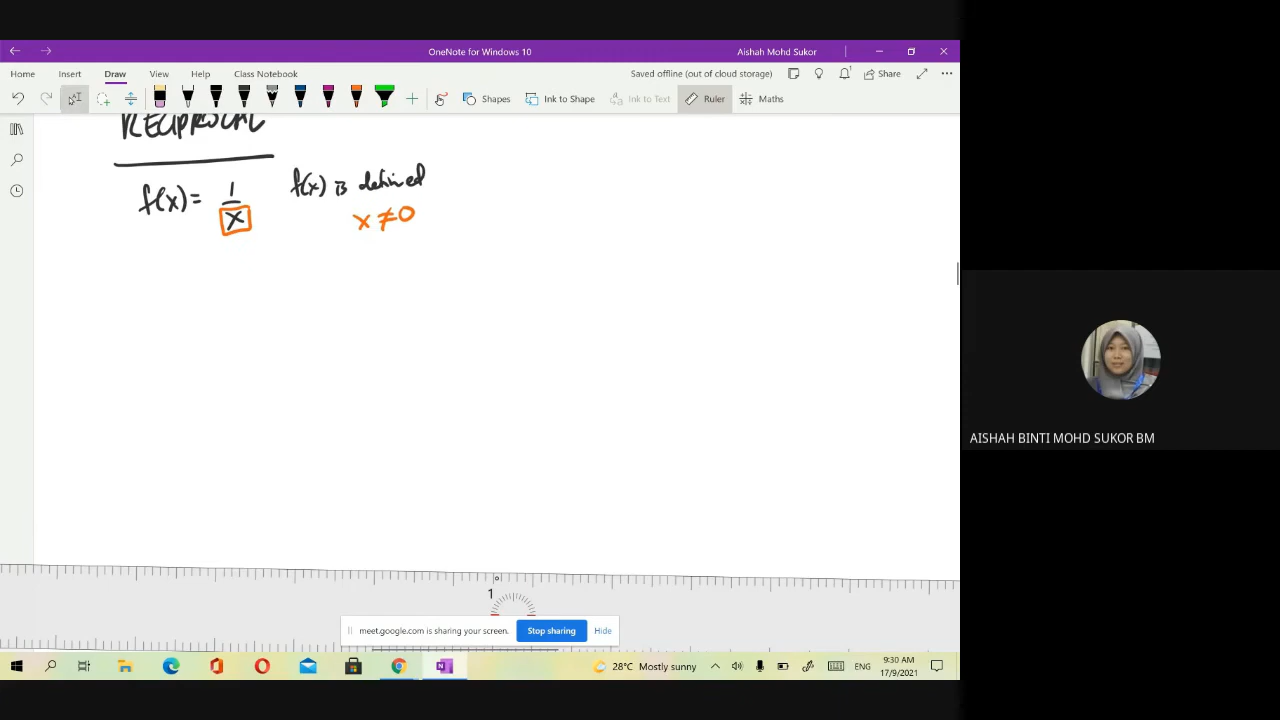 OneNote for Windows 10
Aishah Mohd Sukor
Home Insert Draw View Help Class Notebook
Saved offline (out of cloud storage) Share
Shapes Ink to Shape Ink to Text Ruler Maths
RECIPROCAL
f(x) = 1/x f(x) is defined
x ≠ 0
AISHAH BINTI MOHD SUKOR BM
1
meet.google.com is sharing your screen. Stop sharing Hide
28°C Mostly sunny ENG 9:30 AM
17/9/2021